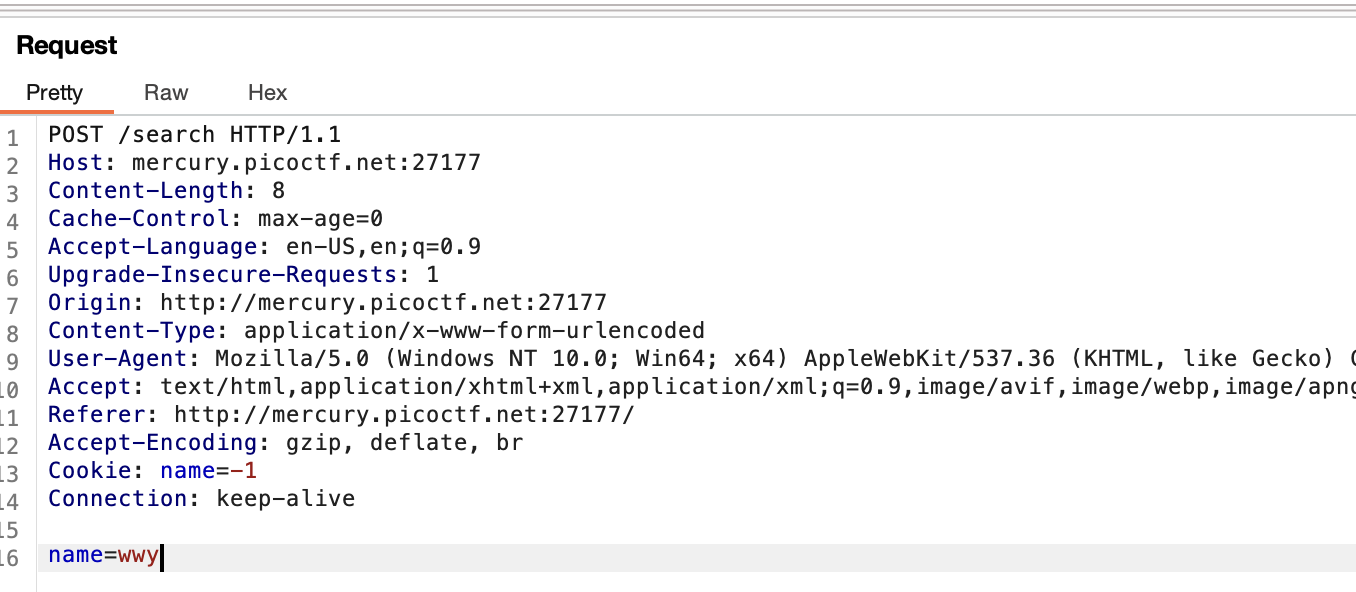 Request
Pretty Raw Hex
1 POST /search HTTP/1.1
2 Host: mercury.picoctf.net:27177
3 Content-Length: 8
4 Cache-Control: max-age=0
5 Accept-Language: en-US,en;q=0.9
6 Upgrade-Insecure-Requests: 1
7 Origin: http://mercury.picoctf.net:27177
8 Content-Type: application/x-www-form-urlencoded
9 User-Agent: Mozilla/5.0 (Windows NT 10.0; Win64; x64) AppleWebKit/537.36 (KHTML, like Gecko)
10 Accept: text/html,application/xhtml+xml,application/xml;q=0.9,image/avif,image/webp,image/apng
11 Referer: http://mercury.picoctf.net:27177/
12 Accept-Encoding: gzip, deflate, br
13 Cookie: name=-1
14 Connection: keep-alive
15
16 name=wwy